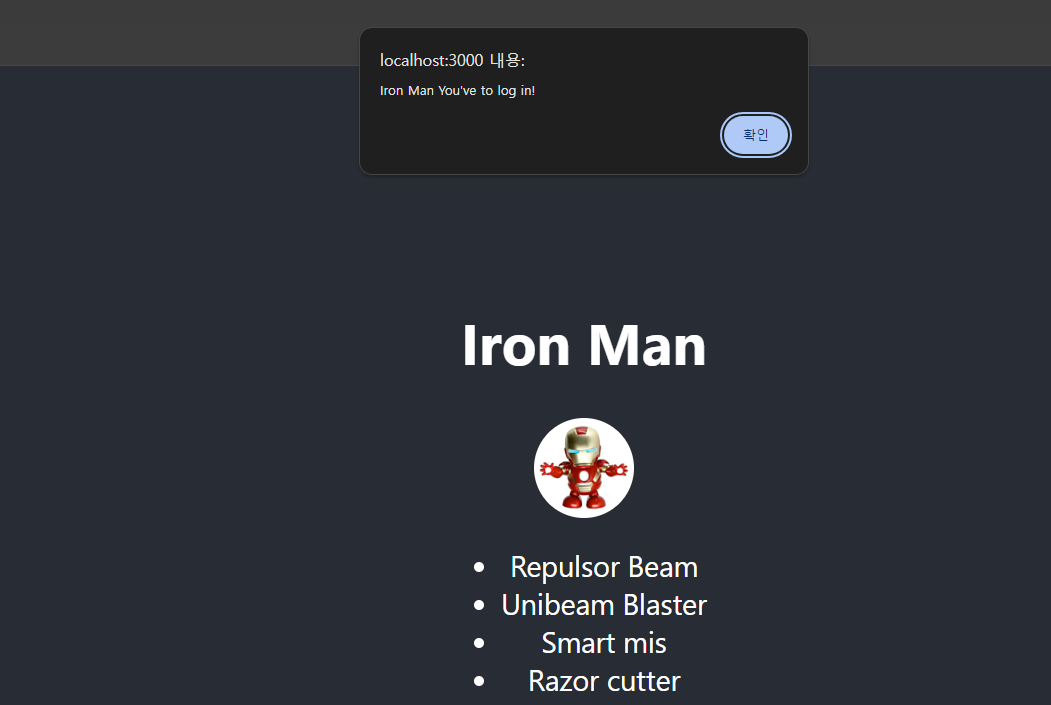 localhost:3000 내용:
Iron Man You've to log in!
확인
Iron Man
Repulsor Beam
Unibeam Blaster
Smart mis
Razor cutter